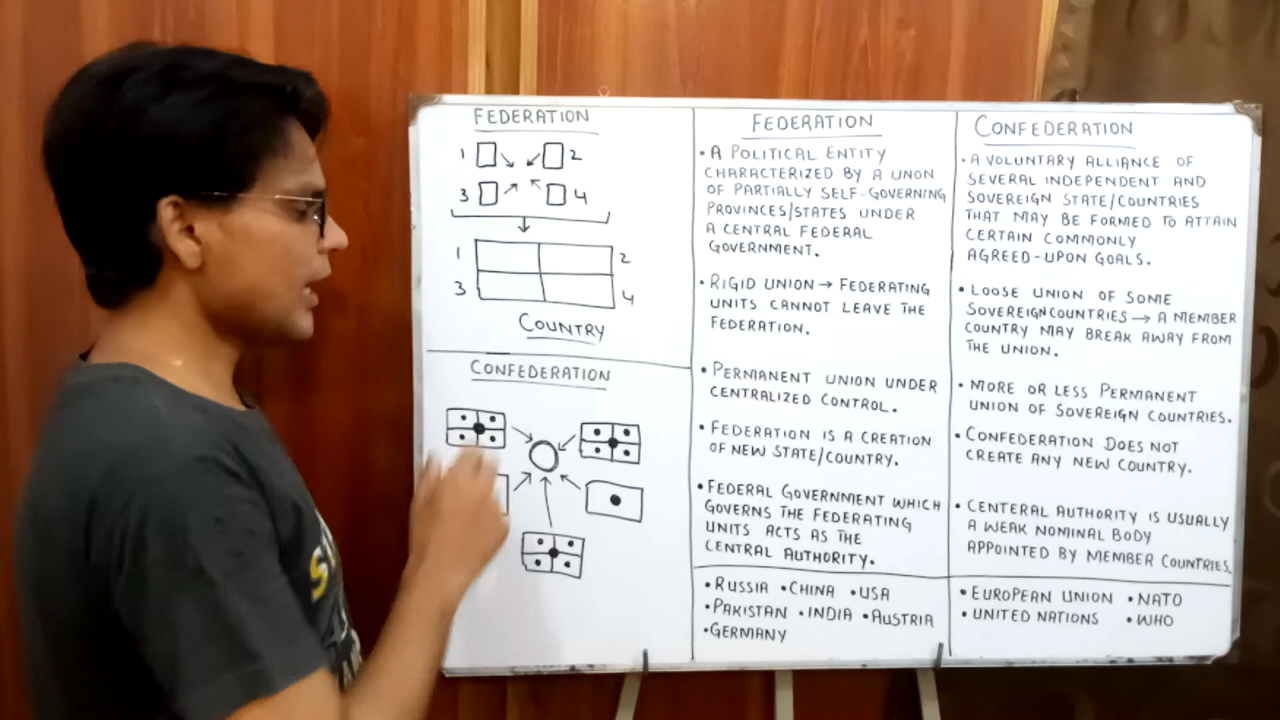 FEDERATION
1 2
3 4
1 2
3 4
COUNTRY
CONFEDERATION
FEDERATION
• A POLITICAL ENTITY
CHARACTERIZED BY A UNON
OF PARTIALLY SELF-GOVERNING
PROVINCES/STATES UNDER
A CENTRAL FEDERAL
GOVERNMENT.
• RIGID UNION → FEDERATING
UNITS CANNOT LEAVE THE
FEDERATION.
• PERMANENT UNION UNDER
CENTRALIZED CONTROL.
• FEDERATION IS A CREATION
OF NEW STATE/COUNTRY.
• FEDERAL GOVERNMENT WHICH
GOVERNS THE FEDERATING
UNITS ACTS AS THE
CENTRAL AUTHORITY.
• RUSSIA • CHINA • USA
• PAKISTAN • INDIA • AUSTRIA
• GERMANY
CONFEDERATION
• A VOLUNTARY ALLIANCE OF
SEVERAL INDEPENDENT AND
SOVEREIGN STATE/COUNTRIES
THAT MAY BE FORMED TO ATTAIN
CERTAIN COMMONLY
AGREED-UPON GOALS.
• LOOSE UNION OF SOME
SOVEREIGN COUNTRIES → A MEMBER
COUNTRY MAY BREAK AWAY FROM
THE UNION.
• MORE OR LESS PERMANENT
UNION OF SOVEREIGN COUNTRIES.
• CONFEDERATION DOES NOT
CREATE ANY NEW COUNTRY.
• CENTERAL AUTHORITY IS USUALLY
A WEAK NOMINAL BODY
APPOINTED BY MEMBER COUNTRIES.
• EUROPEAN UNION • NATO
• UNITED NATIONS • WHO